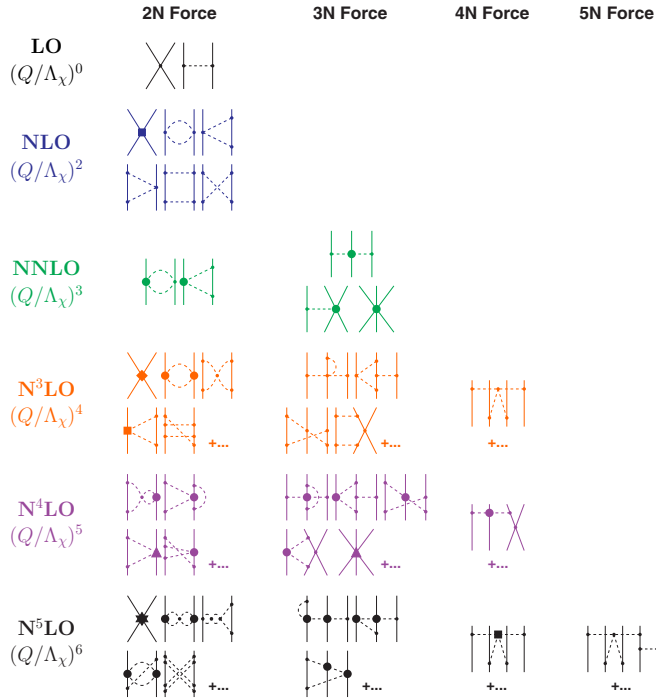 2N Force 3N Force 4N Force 5N Force
LO
(Q/Λχ)⁰
NLO
(Q/Λχ)²
NNLO
(Q/Λχ)³
N³LO
(Q/Λχ)⁴
+... +... +...
N⁴LO
(Q/Λχ)⁵
+... +... +...
N⁵LO
(Q/Λχ)⁶
+... +... +... +...